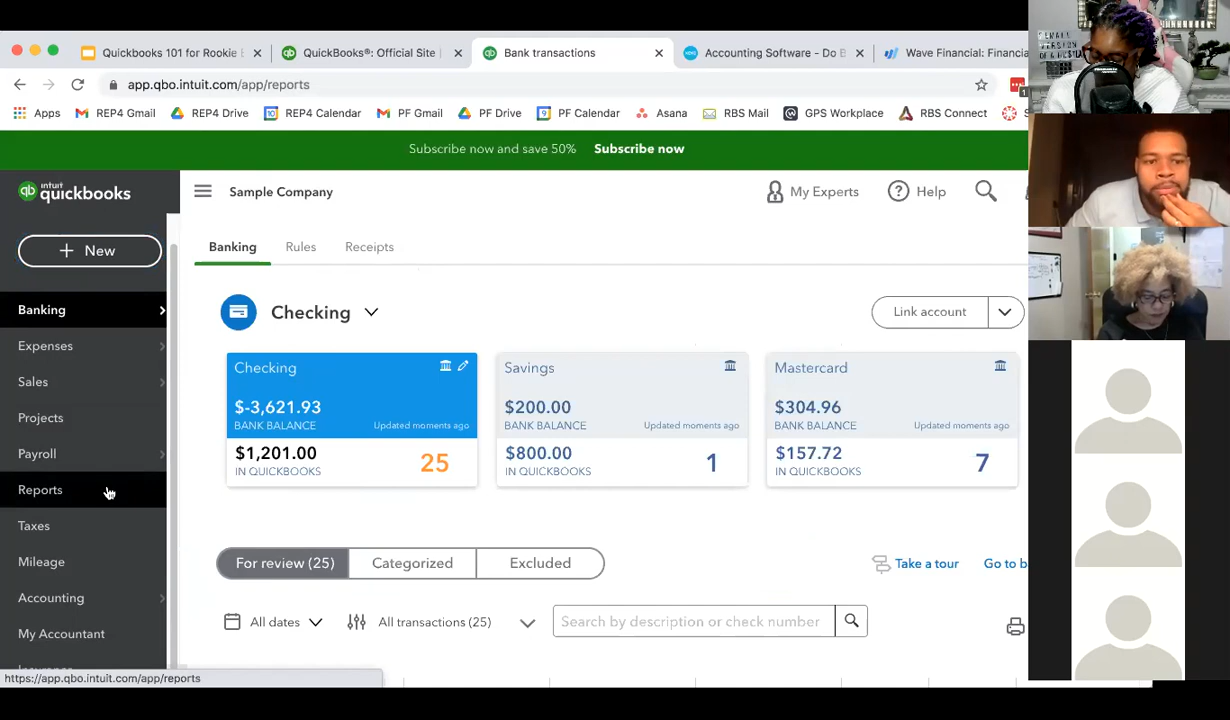 Quickbooks 101 for Rookie
QuickBooks®: Official Site
Bank transactions
Accounting Software - Do B
Wave Financial: Financia
app.qbo.intuit.com/app/reports
Apps
REP4 Gmail
REP4 Drive
REP4 Calendar
PF Gmail
PF Drive
PF Calendar
Asana
RBS Mail
GPS Workplace
RBS Connect
Subscribe now and save 50% Subscribe now
intuit quickbooks
Sample Company
My Experts
Help
+ New
Banking Rules Receipts
Banking
Expenses
Sales
Projects
Payroll
Reports
Taxes
Mileage
Accounting
My Accountant
Insurance
Checking
Link account
Checking
$-3,621.93
BANK BALANCE Updated moments ago
$1,201.00
IN QUICKBOOKS
25
Savings
$200.00
BANK BALANCE Updated moments ago
$800.00
IN QUICKBOOKS
1
Mastercard
$304.96
BANK BALANCE Updated moments ago
$157.72
IN QUICKBOOKS
7
For review (25) Categorized Excluded
Take a tour
Go to b
All dates
All transactions (25)
Search by description or check number
https://app.qbo.intuit.com/app/reports